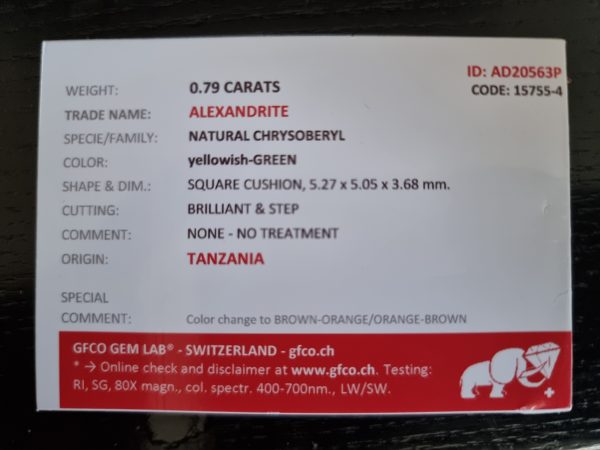 ID: AD20563P
CODE: 15755-4
WEIGHT: 0.79 CARATS
TRADE NAME: ALEXANDRITE
SPECIE/FAMILY: NATURAL CHRYSOBERYL
COLOR: yellowish-GREEN
SHAPE & DIM.: SQUARE CUSHION, 5.27 x 5.05 x 3.68 mm.
CUTTING: BRILLIANT & STEP
COMMENT: NONE - NO TREATMENT
ORIGIN: TANZANIA
SPECIAL
COMMENT: Color change to BROWN-ORANGE/ORANGE-BROWN
GFCO GEM LAB® - SWITZERLAND - gfco.ch
* → Online check and disclaimer at www.gfco.ch. Testing:
RI, SG, 80X magn., col. spectr. 400-700nm., LW/SW.